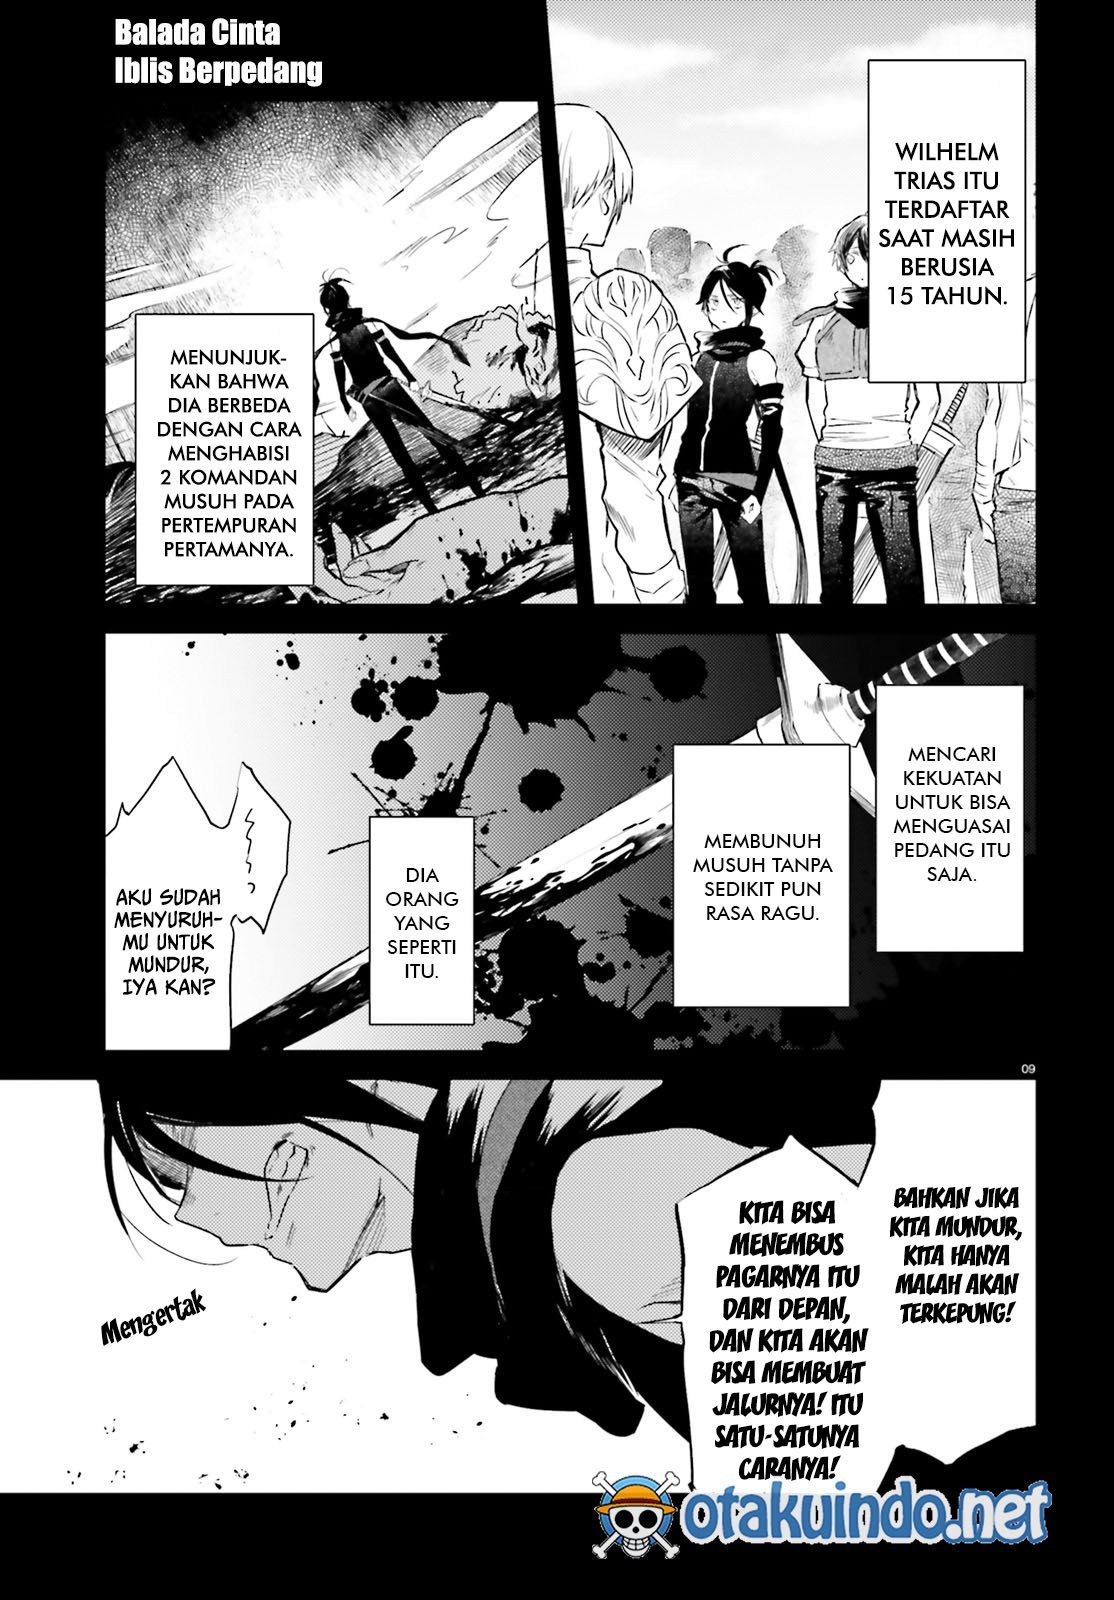 Balada Cinta
Iblis Berpedang
WILHELM
TRIAS ITU
TERDAFTAR
SAAT MASIH
BERUSIA
15 TAHUN.
MENUNJUK-
KAN BAHWA
DIA BERBEDA
DENGAN CARA
MENGHABISI
2 KOMANDAN
MUSUH PADA
PERTEMPURAN
PERTAMANYA.
MENCARI
KEKUATAN
UNTUK BISA
MENGUASAI
PEDANG ITU
SAJA.
MEMBUNUH
MUSUH TANPA
SEDIKIT PUN
RASA RAGU.
DIA
ORANG
YANG
SEPERTI
ITU.
AKU SUDAH
MENYURUH-
MU UNTUK
MUNDUR,
IYA KAN?
09
BAHKAN JIKA
KITA MUNDUR,
KITA HANYA
MALAH AKAN
TERKEPUNG!
KITA BISA
MENEMBUS
PAGARNYA ITU
DARI DEPAN,
DAN KITA AKAN
BISA MEMBUAT
JALURNYA! ITU
SATU-SATUNYA
CARANYA!
Mengertak
otakuindo.net